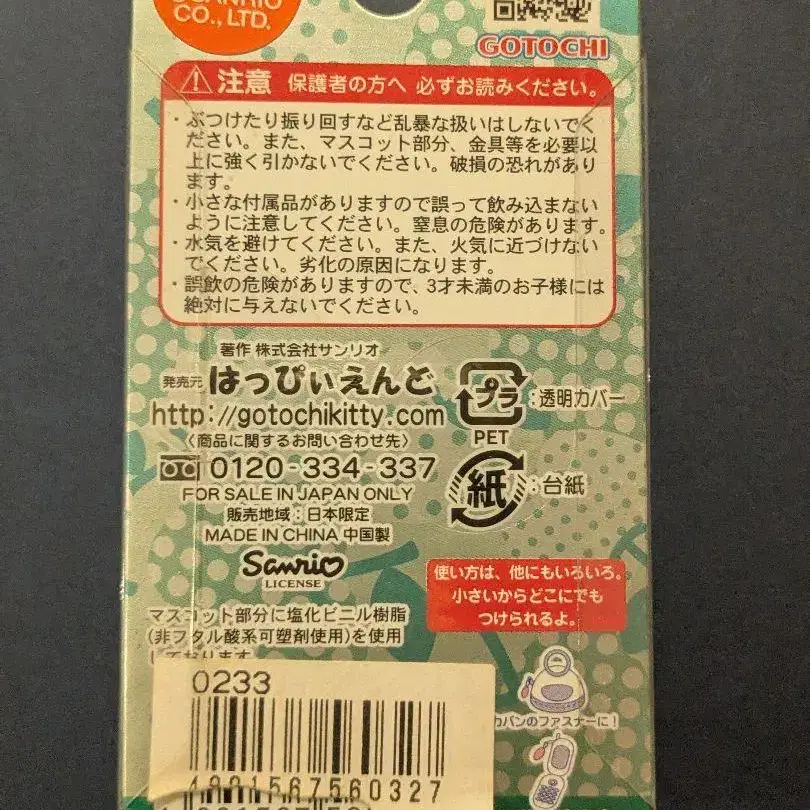 SANRIO
CO., LTD.
GOTOCHI
注意 保護者の方へ 必ずお読みください。
・ぶつけたり振り回すなど乱暴な扱いはしないでく
ださい。また、マスコット部分、金具等を必要以
上に強く引かないでください。破損の恐れがあり
ます。
・小さな付属品がありますので誤って飲み込まない
ように注意してください。窒息の危険があります。
・水気を避けてください。また、火気に近づけない
でください。劣化の原因になります。
・誤飲の危険がありますので、3才未満のお子様には
絶対に与えないでください。
著作 株式会社サンリオ
発売元 はっぴぃえんど
http://gotochikitty.com
〈商品に関するお問い合わせ先〉
0120-334-337
FOR SALE IN JAPAN ONLY
販売地域：日本限定
MADE IN CHINA 中国製
Sanrio
LICENSE
プラ：透明カバー
PET
紙：台紙
使い方は、他にもいろいろ。
小さいからどこにでも
つけられるよ。
マスコット部分に塩化ビニル樹脂
(非フタル酸系可塑剤使用)を使用
しております
カバンのファスナーに！
0233
4991567560327